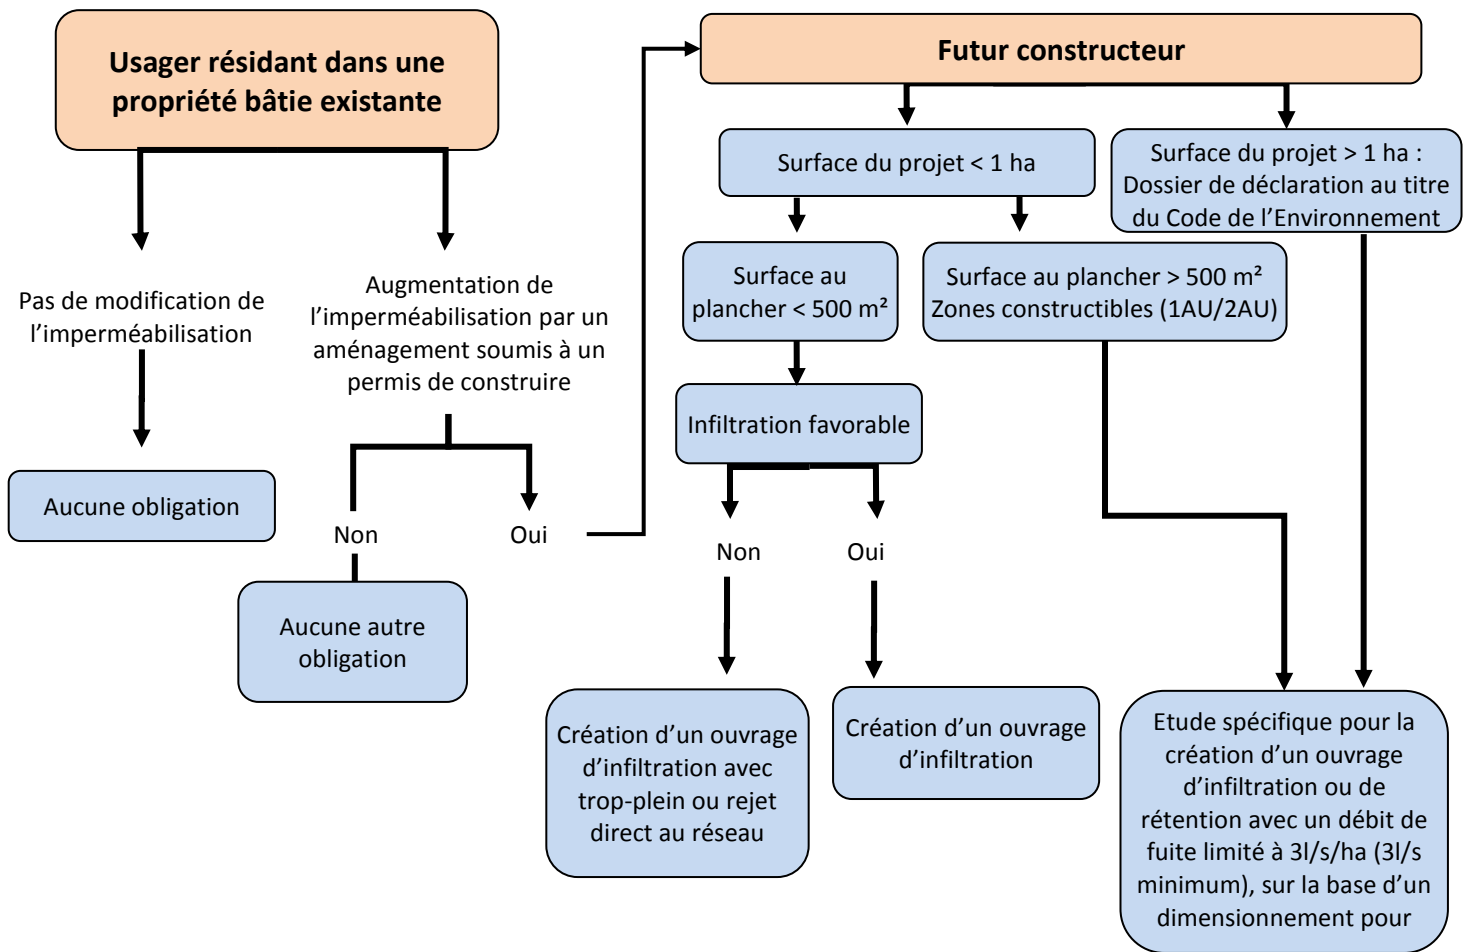 Usager résidant dans une
propriété bâtie existante
Pas de modification de
l’imperméabilisation
Aucune obligation
Augmentation de
l’imperméabilisation par un
aménagement soumis à un
permis de construire
Non
Oui
Aucune autre
obligation
Futur constructeur
Surface du projet < 1 ha
Surface du projet > 1 ha :
Dossier de déclaration au titre
du Code de l’Environnement
Surface au
plancher < 500 m²
Surface au plancher > 500 m²
Zones constructibles (1AU/2AU)
Infiltration favorable
Non
Oui
Création d’un ouvrage
d’infiltration avec
trop-plein ou rejet
direct au réseau
Création d’un ouvrage
d’infiltration
Etude spécifique pour la
création d’un ouvrage
d’infiltration ou de
rétention avec un débit de
fuite limité à 3l/s/ha (3l/s
minimum), sur la base d’un
dimensionnement pour